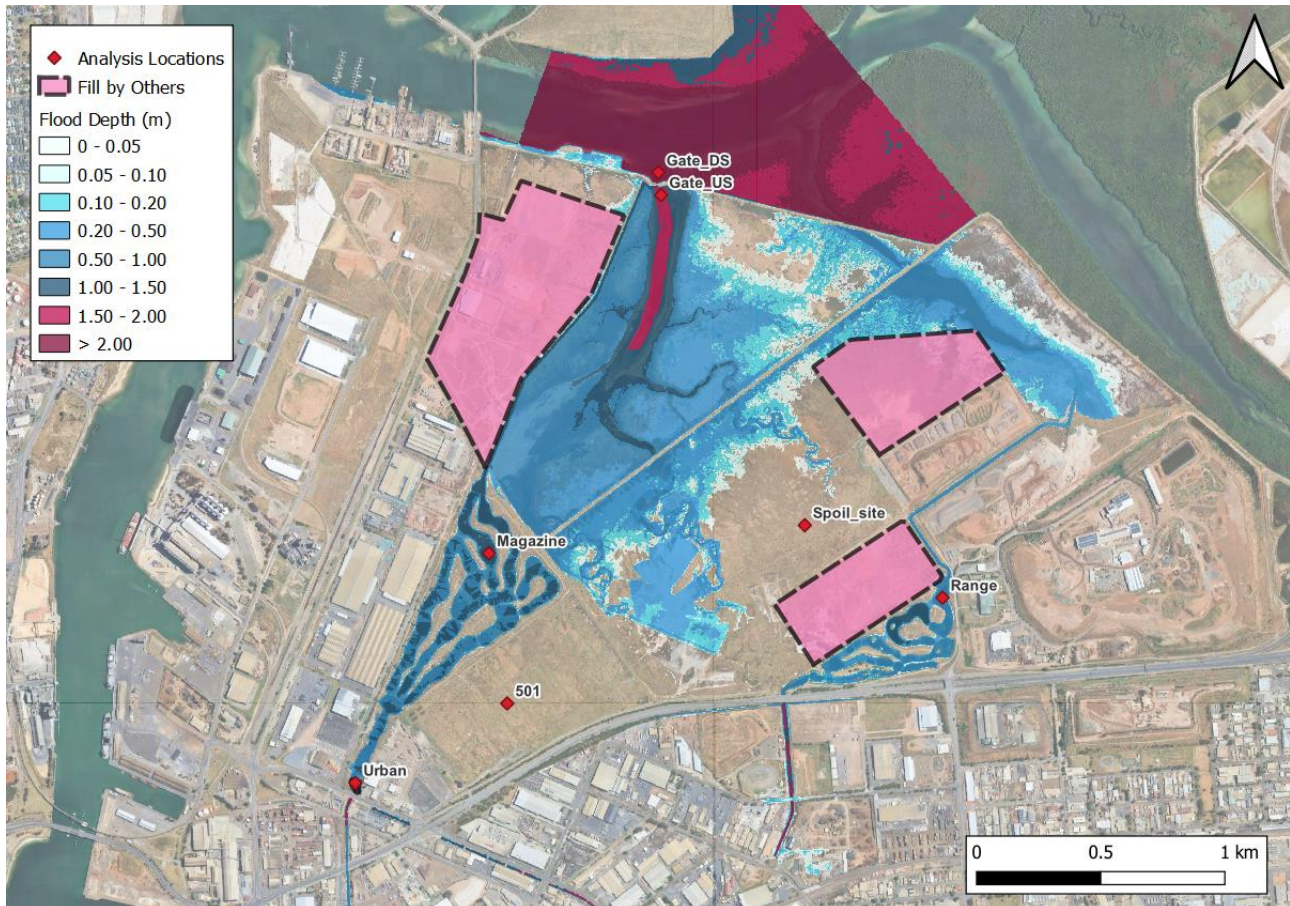 Analysis Locations
Fill by Others
Flood Depth (m)
0 - 0.05
0.05 - 0.10
0.10 - 0.20
0.20 - 0.50
0.50 - 1.00
1.00 - 1.50
1.50 - 2.00
> 2.00
Gate_DS
Gate_US
Spoil_site
Magazine
Range
501
Urban
0 0.5 1 km